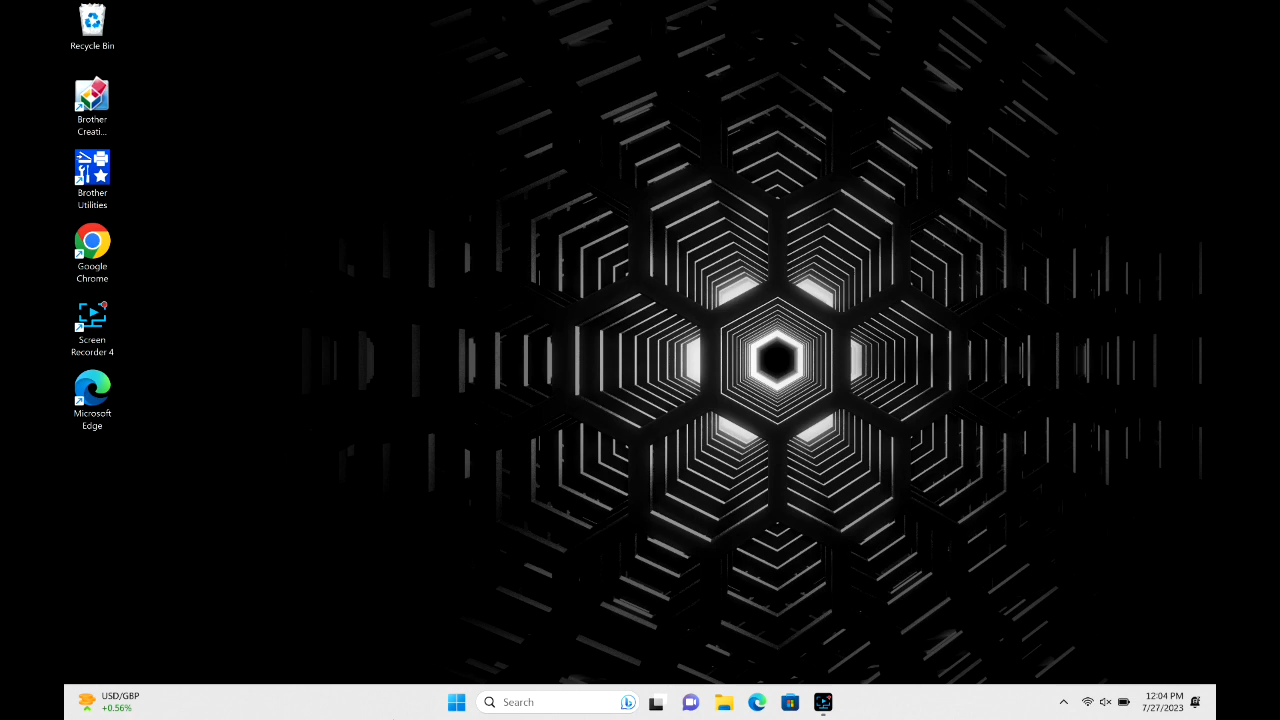 Recycle Bin
Brother
Creati...
Brother
Utilities
Google
Chrome
Screen
Recorder 4
Microsoft
Edge
USD/GBP
+0.56%
Search
12:04 PM
7/27/2023